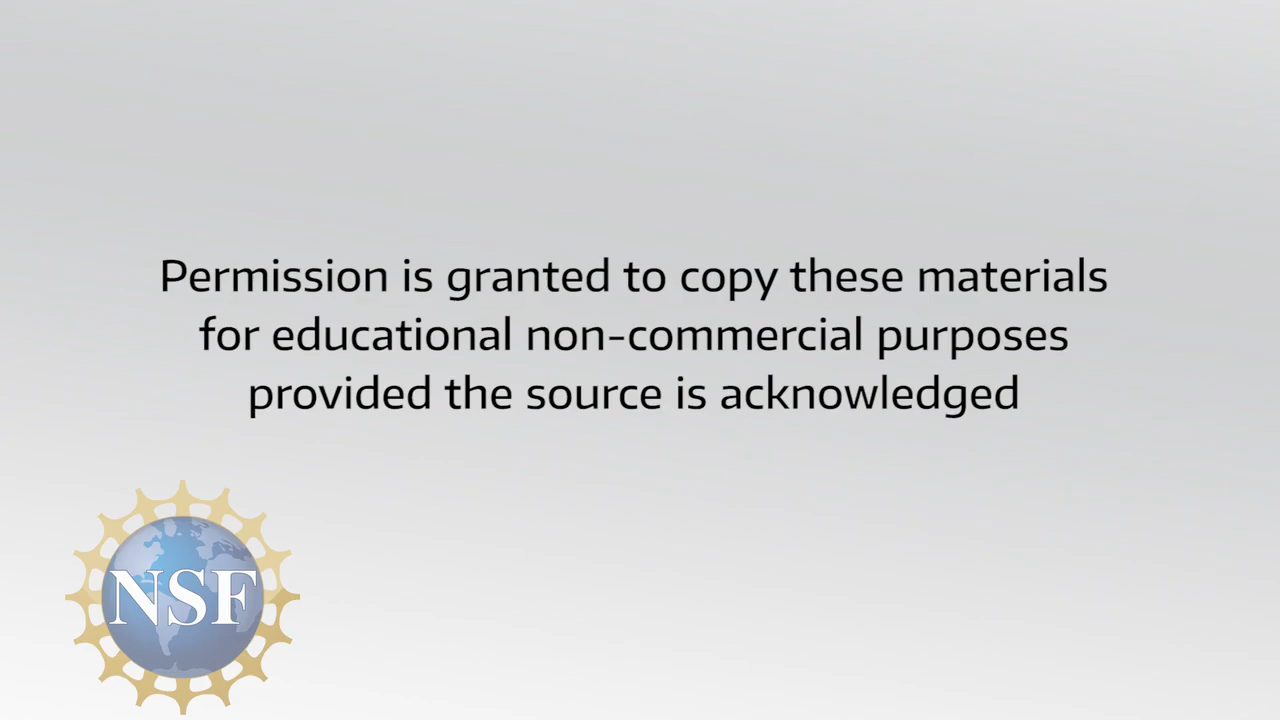 Permission is granted to copy these materials
for educational non-commercial purposes
provided the source is acknowledged
NSF